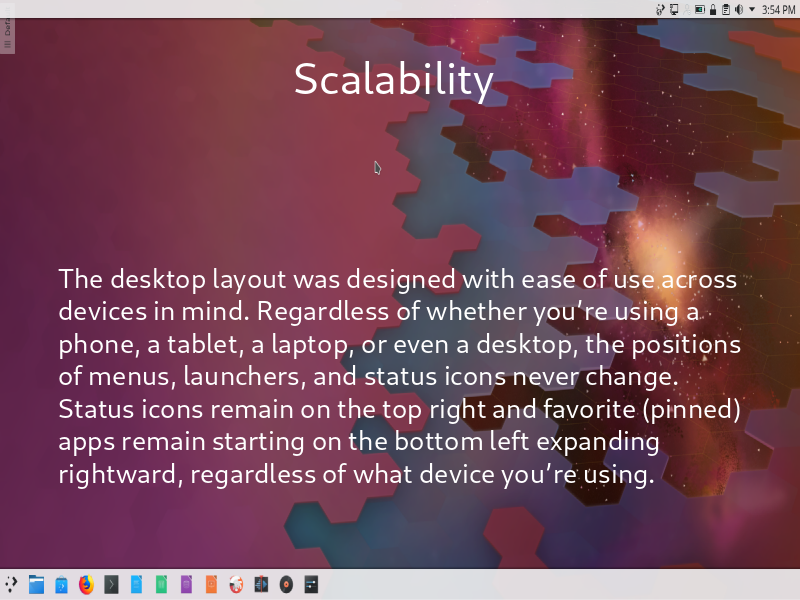 3:54 PM
Scalability
The desktop layout was designed with ease of use across
devices in mind. Regardless of whether you’re using a
phone, a tablet, a laptop, or even a desktop, the positions
of menus, launchers, and status icons never change.
Status icons remain on the top right and favorite (pinned)
apps remain starting on the bottom left expanding
rightward, regardless of what device you’re using.